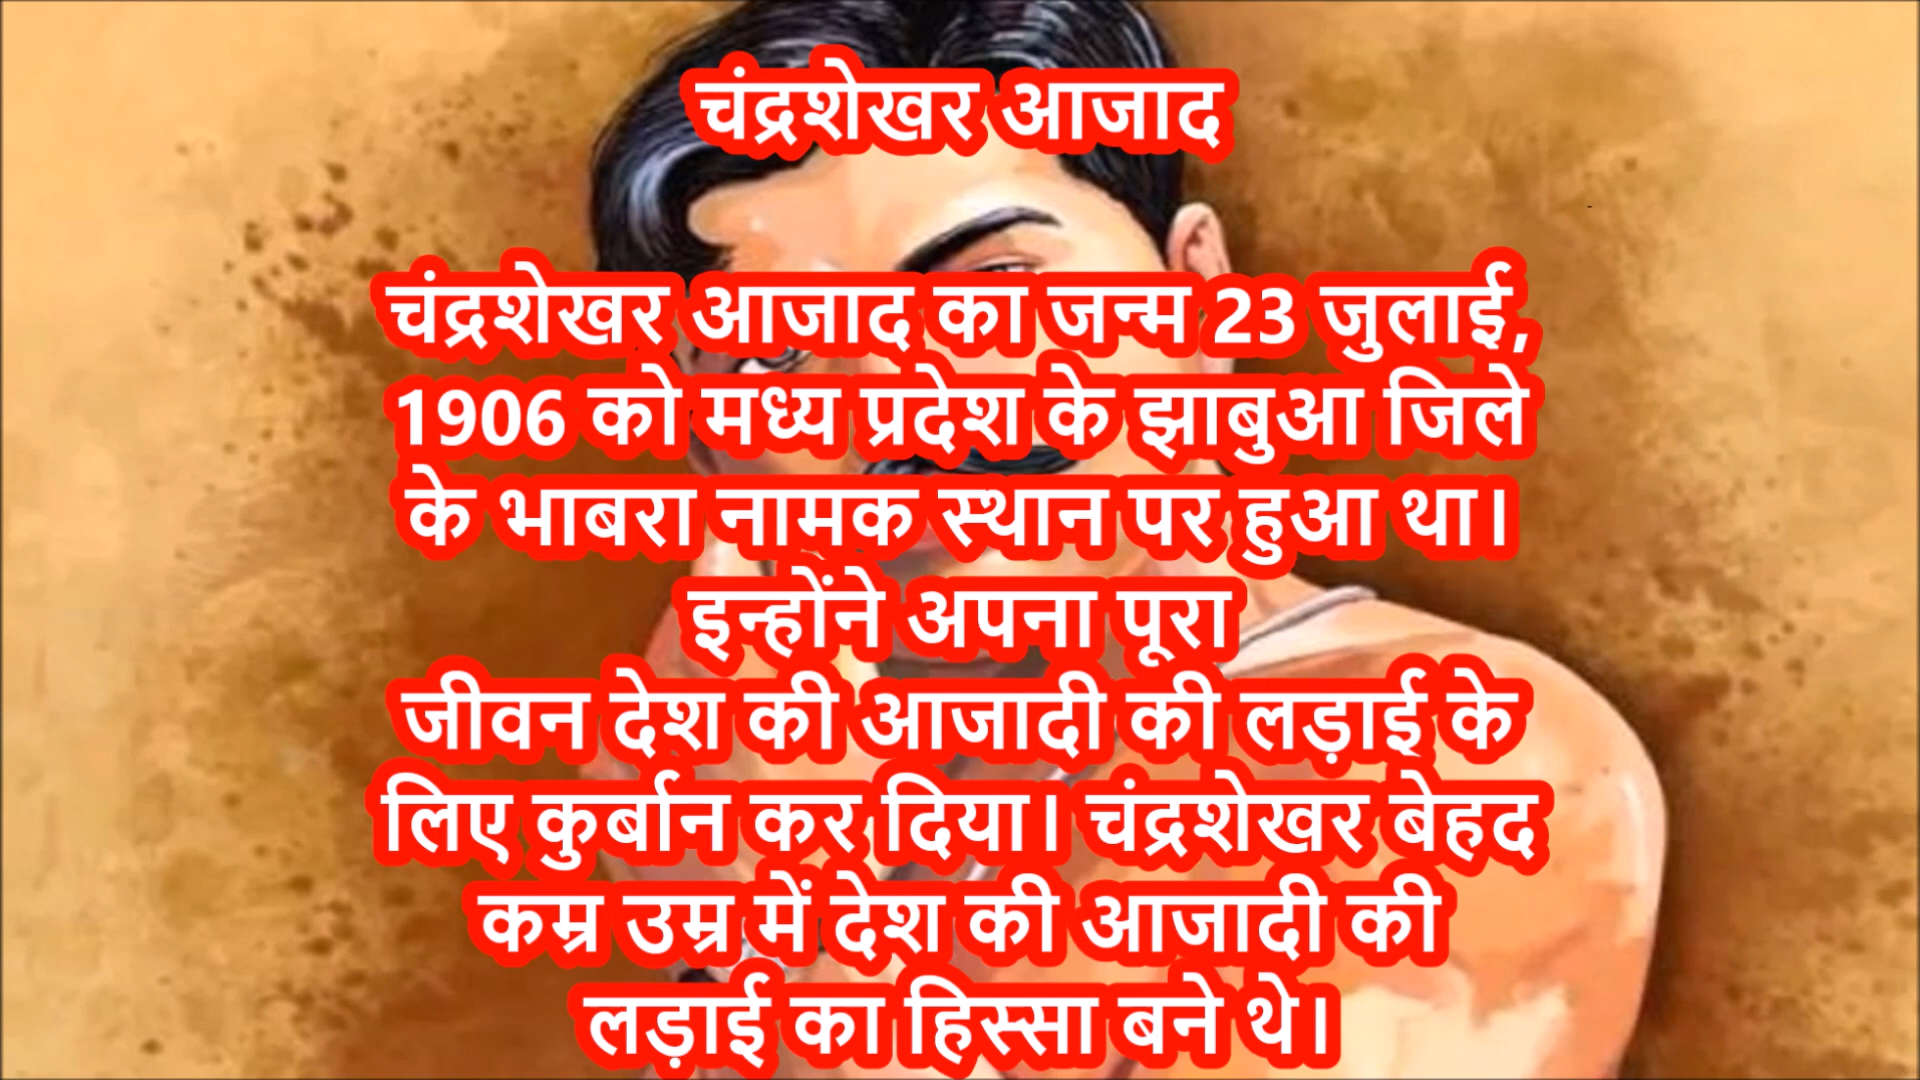 चंद्रशेखर आजाद
चंद्रशेखर आजाद का जन्म 23 जुलाई,
1906 को मध्य प्रदेश के झाबुआ जिले
के भाबरा नामक स्थान पर हुआ था।
इन्होंने अपना पूरा
जीवन देश की आजादी की लड़ाई के
लिए कुर्बान कर दिया। चंद्रशेखर बेहद
कम्र उम्र में देश की आजादी की
लड़ाई का हिस्सा बने थे।